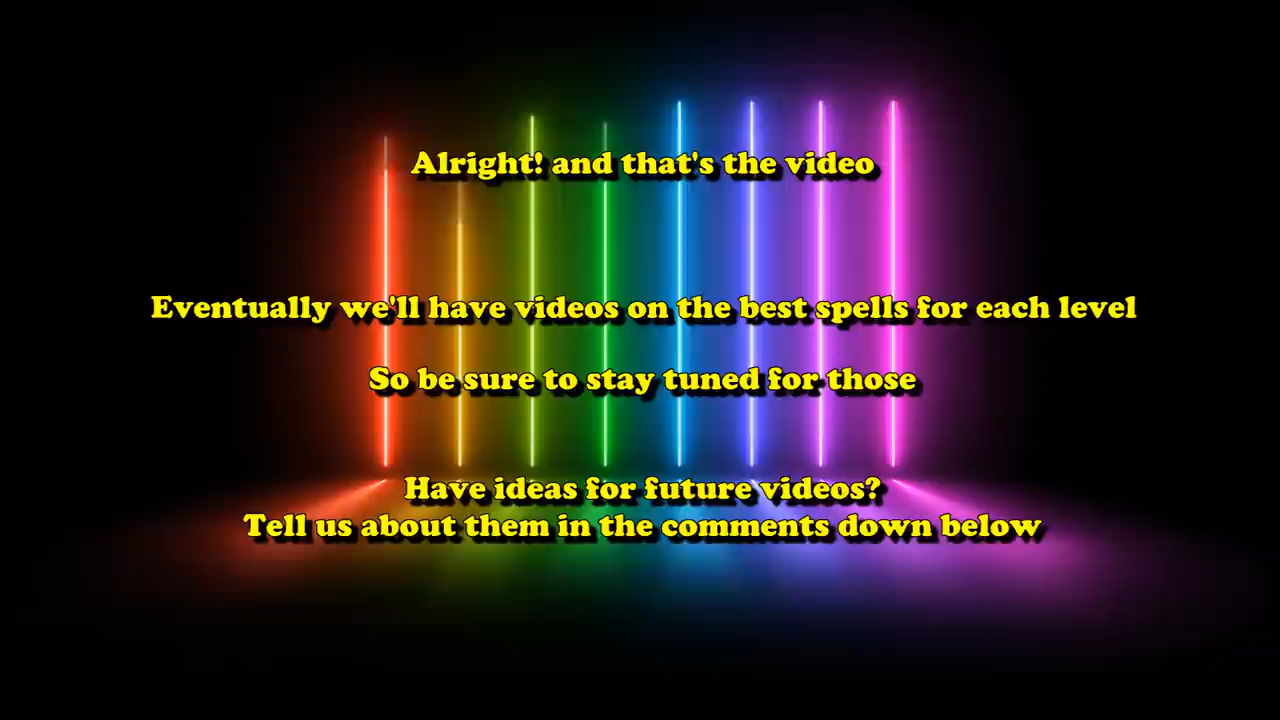 Alright! and that's the video
Eventually we'll have videos on the best spells for each level
So be sure to stay tuned for those
Have ideas for future videos?
Tell us about them in the comments down below